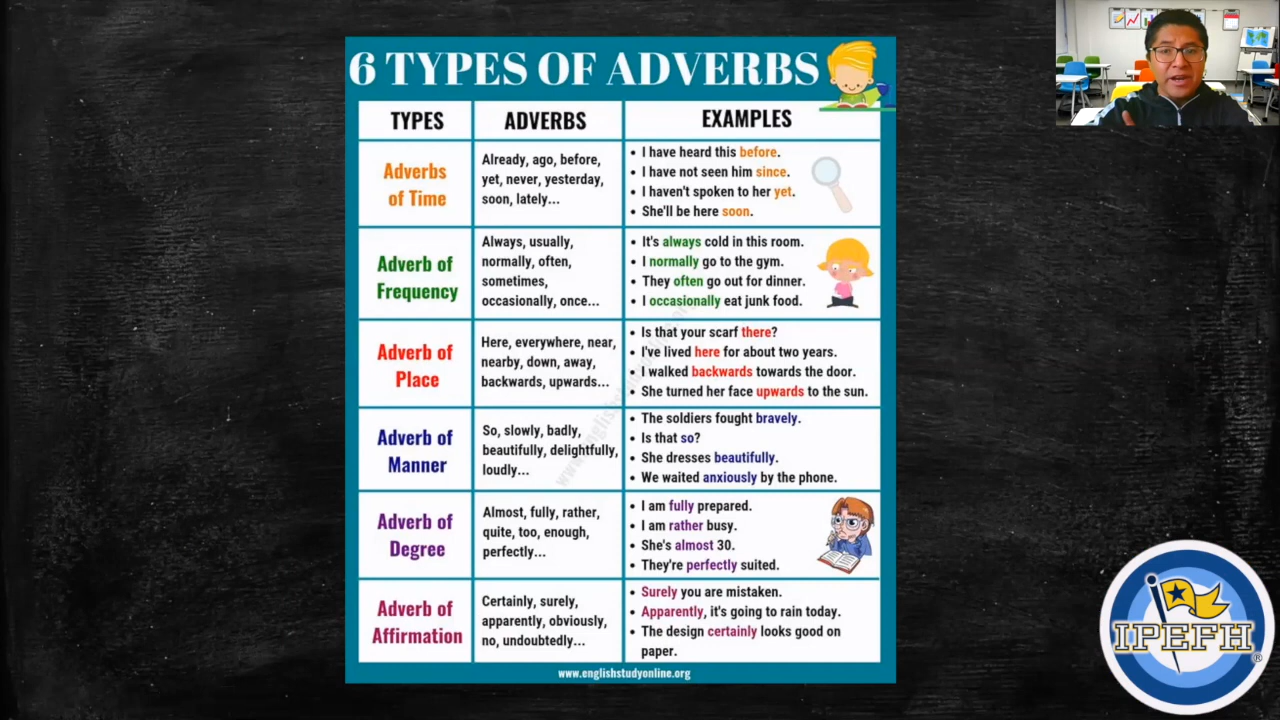 6 TYPES OF ADVERBS
TYPES
ADVERBS
EXAMPLES
Adverbs
of Time
Already, ago, before,
yet, never, yesterday,
soon, lately...
• I have heard this before.
• I have not seen him since.
• I haven't spoken to her yet.
• She'll be here soon.
Adverb of
Frequency
Always, usually,
normally, often,
sometimes,
occasionally, once...
• It's always cold in this room.
• I normally go to the gym.
• They often go out for dinner.
• I occasionally eat junk food.
Adverb of
Place
Here, everywhere, near,
nearby, down, away,
backwards, upwards...
• Is that your scarf there?
• I've lived here for about two years.
• I walked backwards towards the door.
• She turned her face upwards to the sun.
Adverb of
Manner
So, slowly, badly,
beautifully, delightfully,
loudly...
• The soldiers fought bravely.
• Is that so?
• She dresses beautifully.
• We waited anxiously by the phone.
Adverb of
Degree
Almost, fully, rather,
quite, too, enough,
perfectly...
• I am fully prepared.
• I am rather busy.
• She's almost 30.
• They're perfectly suited.
Adverb of
Affirmation
Certainly, surely,
apparently, obviously,
no, undoubtedly...
• Surely you are mistaken.
• Apparently, it's going to rain today.
• The design certainly looks good on
paper.
www.englishstudyonline.org
IPEFH
®